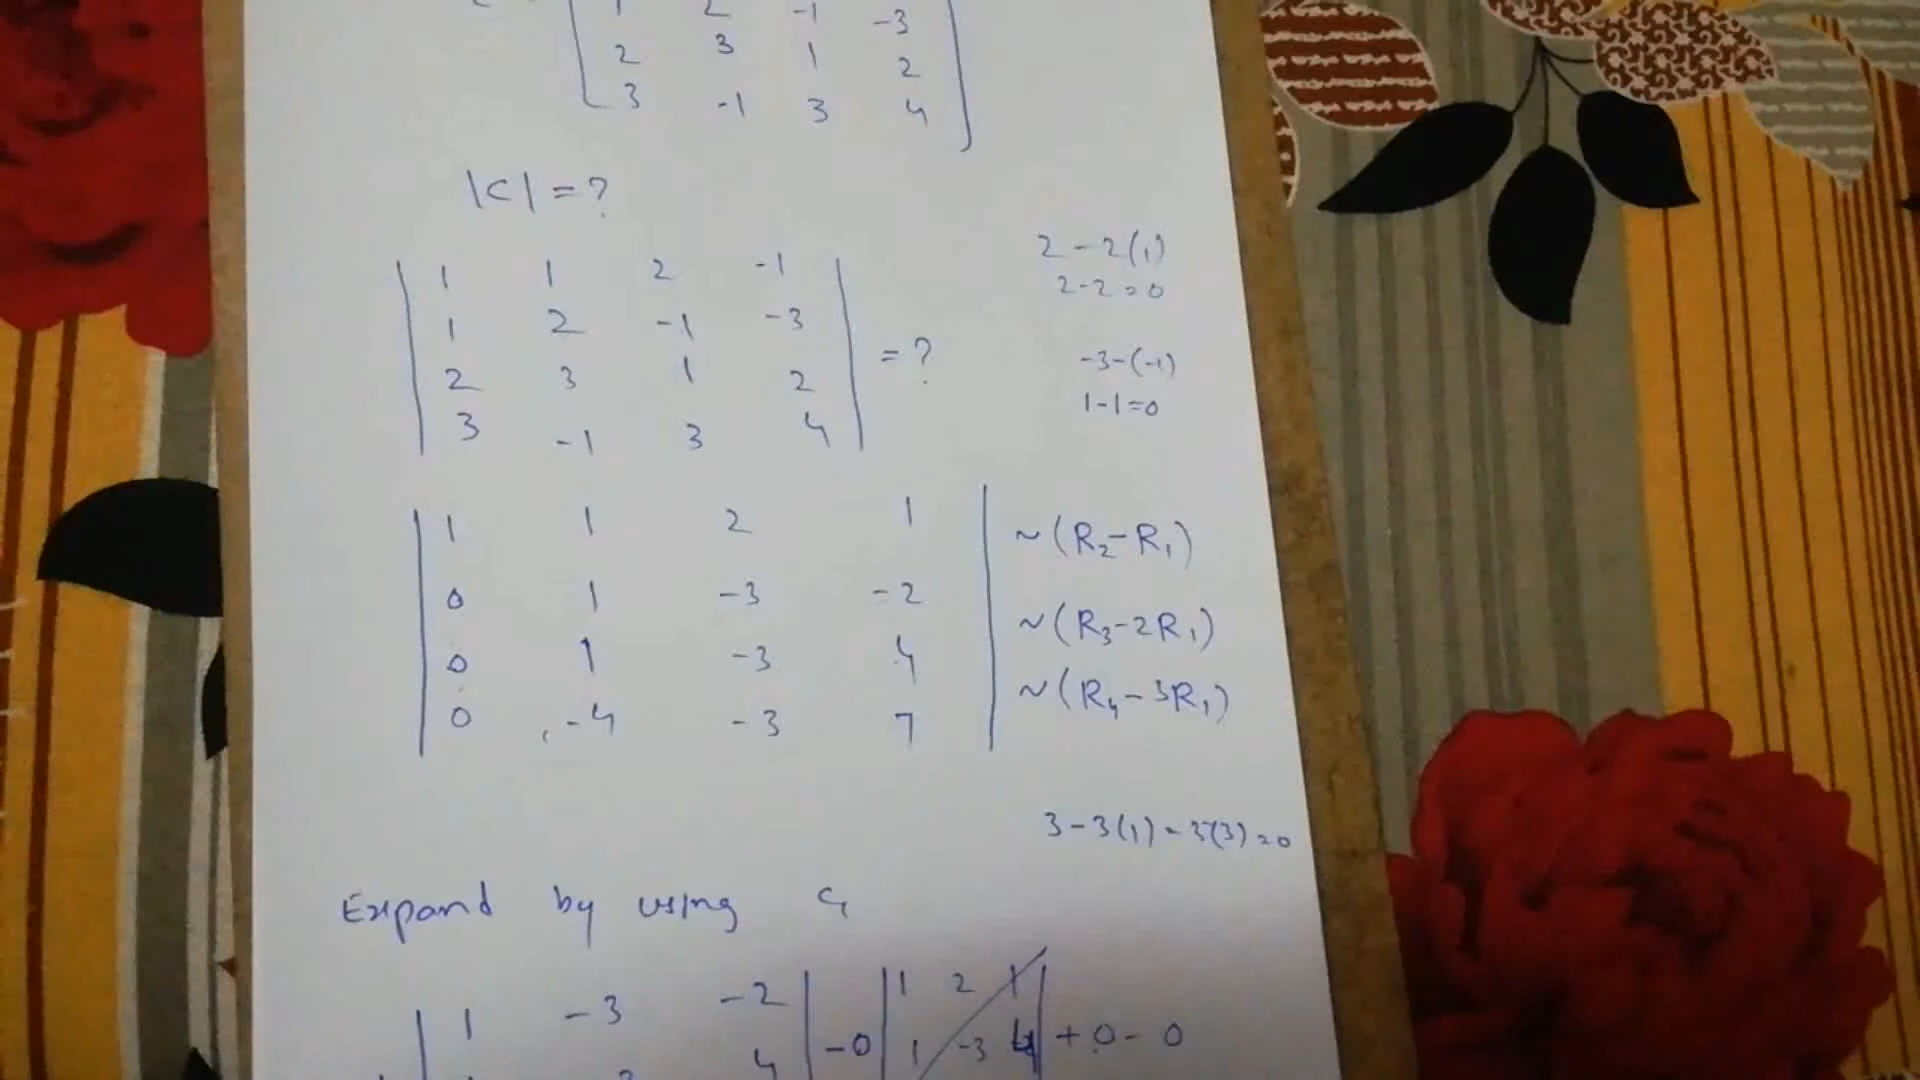 1 2 -1 -3
2 3 1 2
3 -1 3 4
|C| = ?
1 1 2 -1
1 2 -1 -3
2 3 1 2
3 -1 3 4
= ?
2 - 2(1)
2-2=0
-3-(-1)
1-1=0
1 1 2 1
0 1 -3 -2
0 1 -3 4
0 -4 -3 7
~(R2-R1)
~(R3-2R1)
~(R4-3R1)
3-3(1)-3(3)=0
Expand by using
1 -3 -2 | -0 | 1 2 1
4 1 -3 4 | +0 - 0